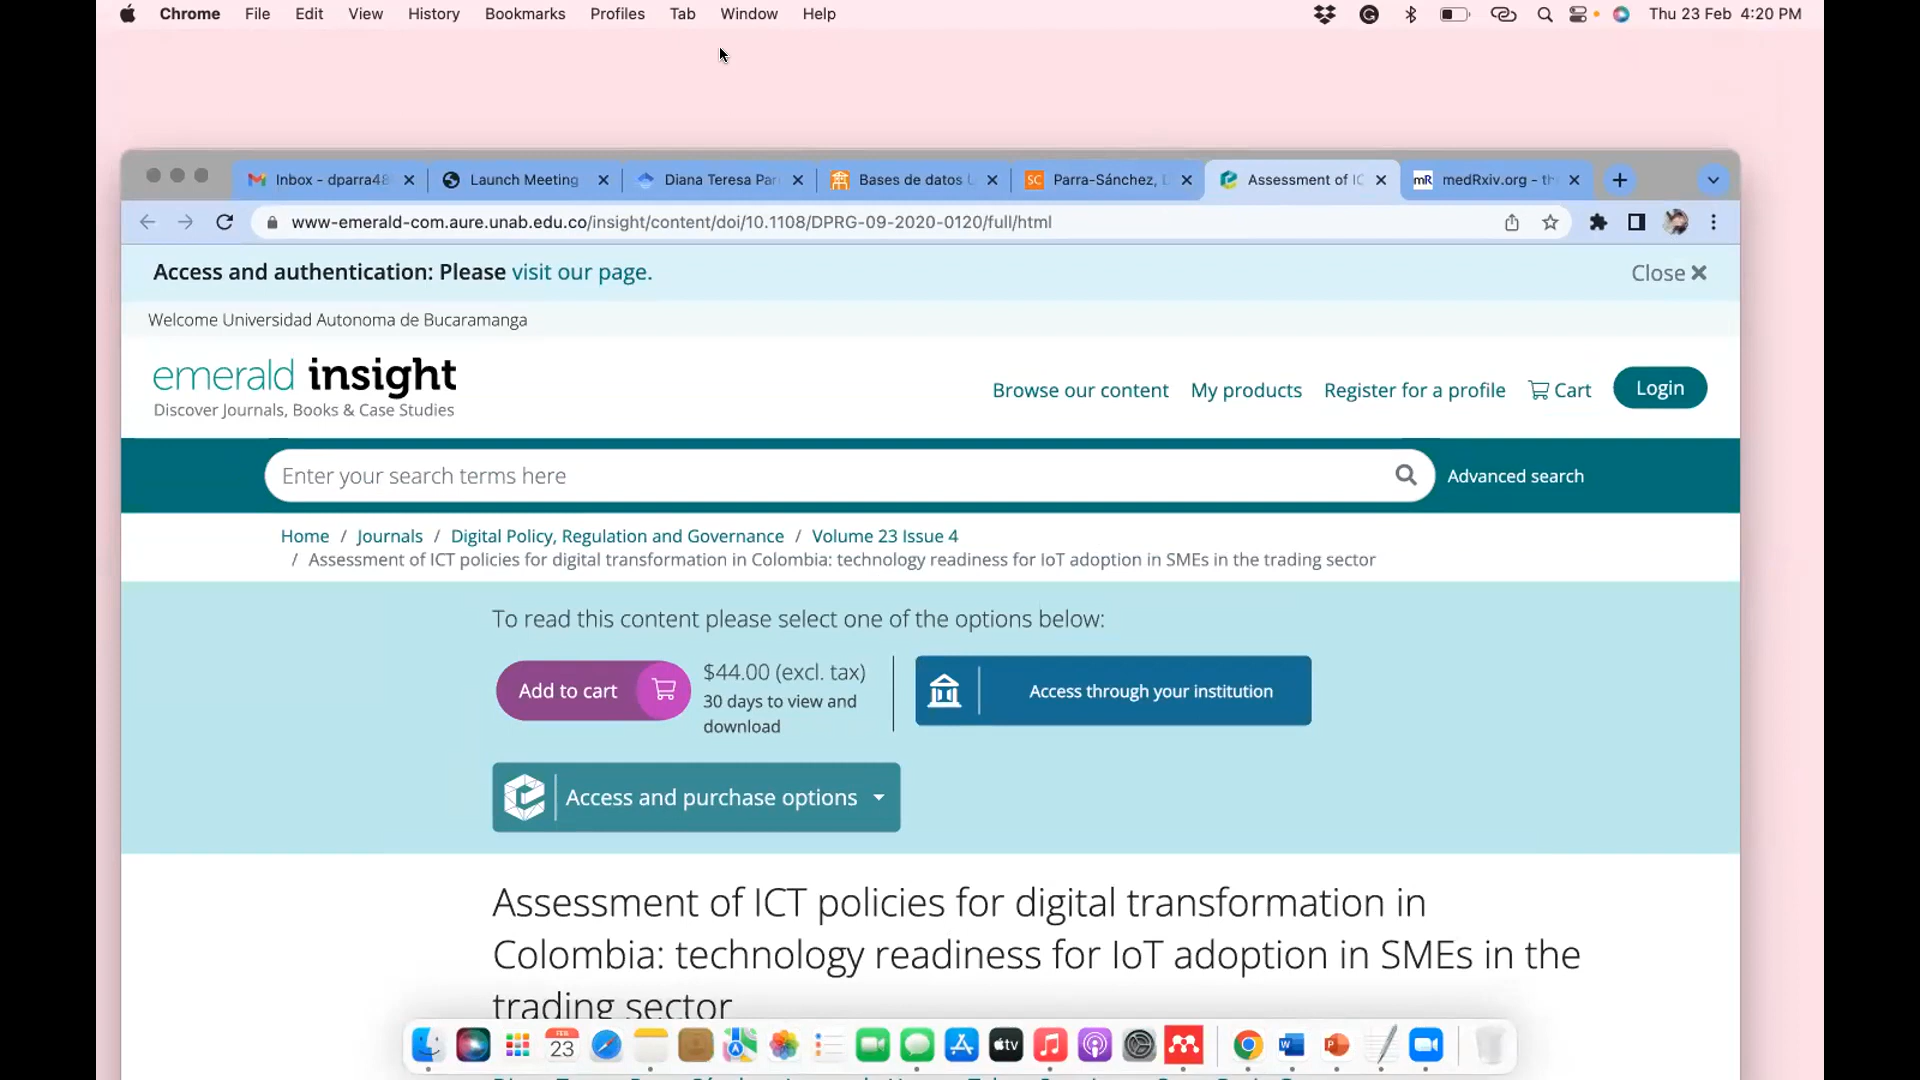 Chrome File Edit View History Bookmarks Profiles Tab Window Help Thu 23 Feb 4:20 PM
Inbox - dparra48 Launch Meeting Diana Teresa Par Bases de datos Parra-Sánchez, Assessment of IC mR medRxiv.org - th
www-emerald-com.aure.unab.edu.co/insight/content/doi/10.1108/DPRG-09-2020-0120/full/html
Access and authentication: Please visit our page. Close
Welcome Universidad Autonoma de Bucaramanga
emerald insight
Discover Journals, Books & Case Studies
Browse our content My products Register for a profile Cart Login
Enter your search terms here Advanced search
Home / Journals / Digital Policy, Regulation and Governance / Volume 23 Issue 4
/ Assessment of ICT policies for digital transformation in Colombia: technology readiness for IoT adoption in SMEs in the trading sector
To read this content please select one of the options below:
Add to cart
$44.00 (excl. tax)
30 days to view and
download
Access through your institution
Access and purchase options
Assessment of ICT policies for digital transformation in
Colombia: technology readiness for IoT adoption in SMEs in the
trading sector
FEB
23
tv